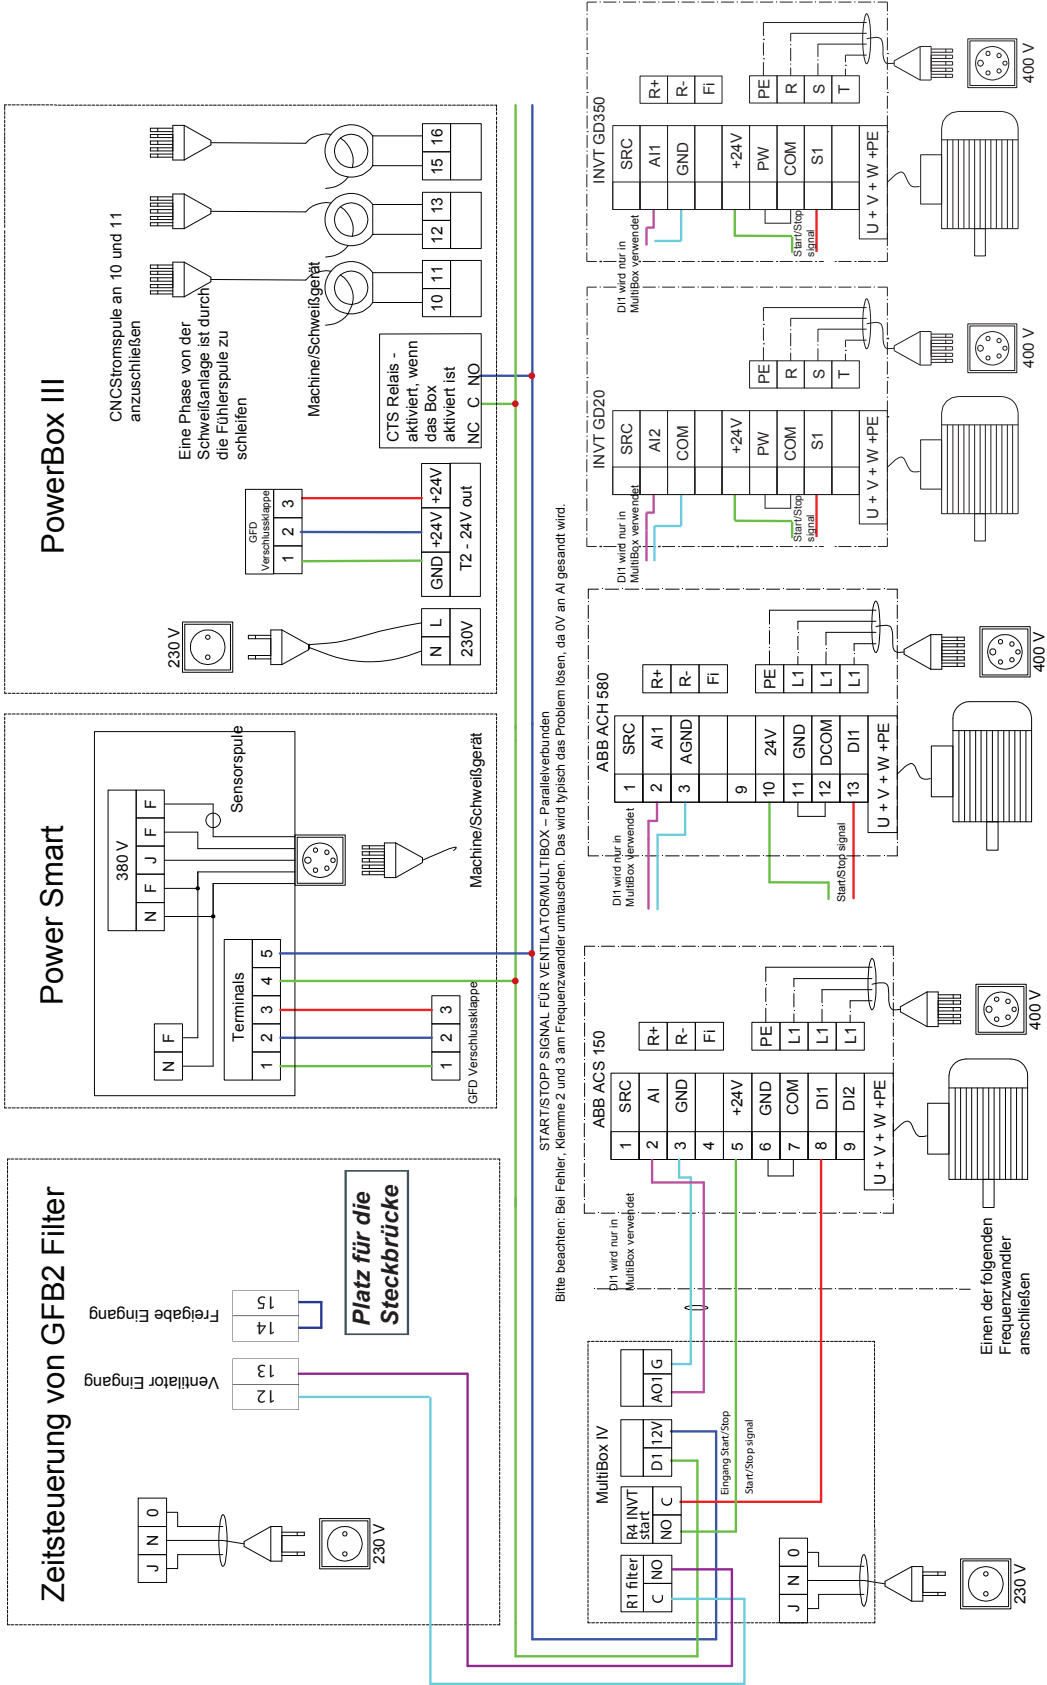 Zeitsteuerung von GFB2 Filter
J N 0
230 V
Ventilator Eingang
12 13
Freigabe Eingang
14 15
Platz für die
Steckbrücke
Power Smart
N F
380 V
N F J F F
Sensorspule
Terminals
1 2 3 4 5
1 2 3
GFD Verschlussklappe
Machine/Schweißgerät
PowerBox III
230 V
N L
230V
GFD
Verschlussklappe
1 2 3
GND +24V +24V
T2 - 24V out
CNCStromspule an 10 und 11
anzuschließen
Eine Phase von der
Schweißanlage ist durch
die Fühlerspule zu
schleifen
Machine/Schweißgerät
CTS Relais -
aktiviert, wenn
das Box
aktiviert ist
NC C NO
10 11
12 13
15 16
START/STOPP SIGNAL FÜR VENTILATOR/MULTIBOX – Parallelverbunden
Bitte beachten: Bei Fehler, Klemme 2 und 3 am Frequenzwandler umtauschen. Das wird typisch das Problem lösen, da 0V an AI gesandt wird.
MultiBox IV
R1 filter
C NO
R4 INVT
start
NO C
D1 12V
AO1 G
Eingang Start/Stop
Start/Stop signal
J N 0
230 V
Einen der folgenden
Frequenzwandler
anschließen
DI1 wird nur in
MultiBox verwendet
ABB ACS 150
1 SRC
2 AI
3 GND
4
5 +24V
6 GND
7 COM
8 DI1
9 DI2
U + V + W +PE
R+
R-
Fi
PE
L1
L1
L1
400 V
DI1 wird nur in
MultiBox verwendet
ABB ACH 580
1 SRC
2 AI1
3 AGND
9
10 24V
11 GND
12 DCOM
13 DI1
U + V + W +PE
Start/Stop signal
R+
R-
Fi
PE
L1
L1
L1
400 V
DI1 wird nur in
MultiBox verwendet
INVT GD20
SRC
AI2
COM
+24V
PW
COM
S1
U + V + W +PE
Start/Stop
signal
PE
R
S
T
400 V
DI1 wird nur in
MultiBox verwendet
INVT GD350
SRC
AI1
GND
+24V
PW
COM
S1
U + V + W +PE
Start/Stop
signal
R+
R-
Fi
PE
R
S
T
400 V